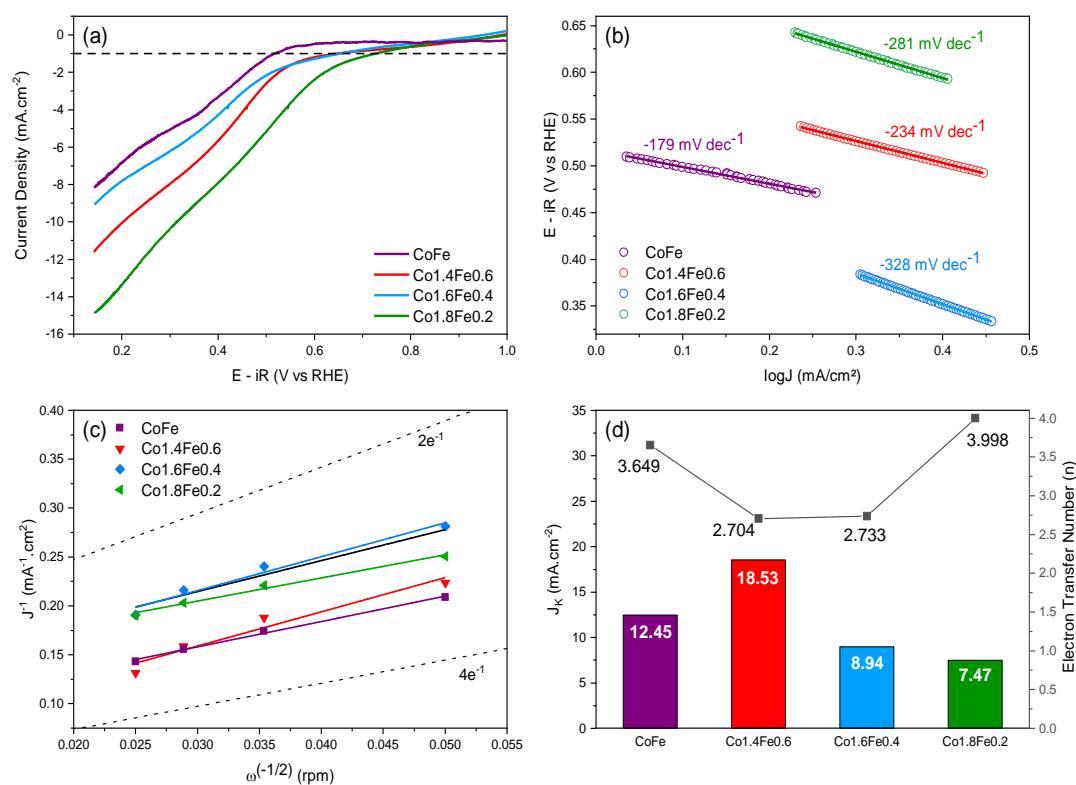 (a)
0
-2
-4
-6
-8
-10
-12
-14
-16
Current Density (mA.cm⁻²)
CoFe
Co1.4Fe0.6
Co1.6Fe0.4
Co1.8Fe0.2
0.2
0.4
0.6
0.8
1.0
E - iR (V vs RHE)
(b)
0.65
0.60
0.55
0.50
0.45
0.35
E - iR (V vs RHE)
-281 mV dec⁻¹
-234 mV dec⁻¹
-179 mV dec⁻¹
-328 mV dec⁻¹
CoFe
Co1.4Fe0.6
Co1.6Fe0.4
Co1.8Fe0.2
0.0
0.1
0.2
0.3
0.4
0.5
logJ (mA/cm²)
(c)
0.40
0.35
0.30
0.25
0.20
0.15
0.10
J⁻¹ (mA⁻¹.cm⁻²)
CoFe
Co1.4Fe0.6
Co1.6Fe0.4
Co1.8Fe0.2
2e⁻¹
4e⁻¹
0.020
0.025
0.030
0.035
0.040
0.045
0.050
0.055
ω^(-1/2) (rpm)
(d)
35
30
25
20
15
10
5
0
J_K (mA.cm⁻²)
3.649
2.704
2.733
3.998
12.45
18.53
8.94
7.47
CoFe
Co1.4Fe0.6
Co1.6Fe0.4
Co1.8Fe0.2
4.0
3.5
3.0
2.5
2.0
1.5
1.0
0.5
0.0
Electron Transfer Number (n)